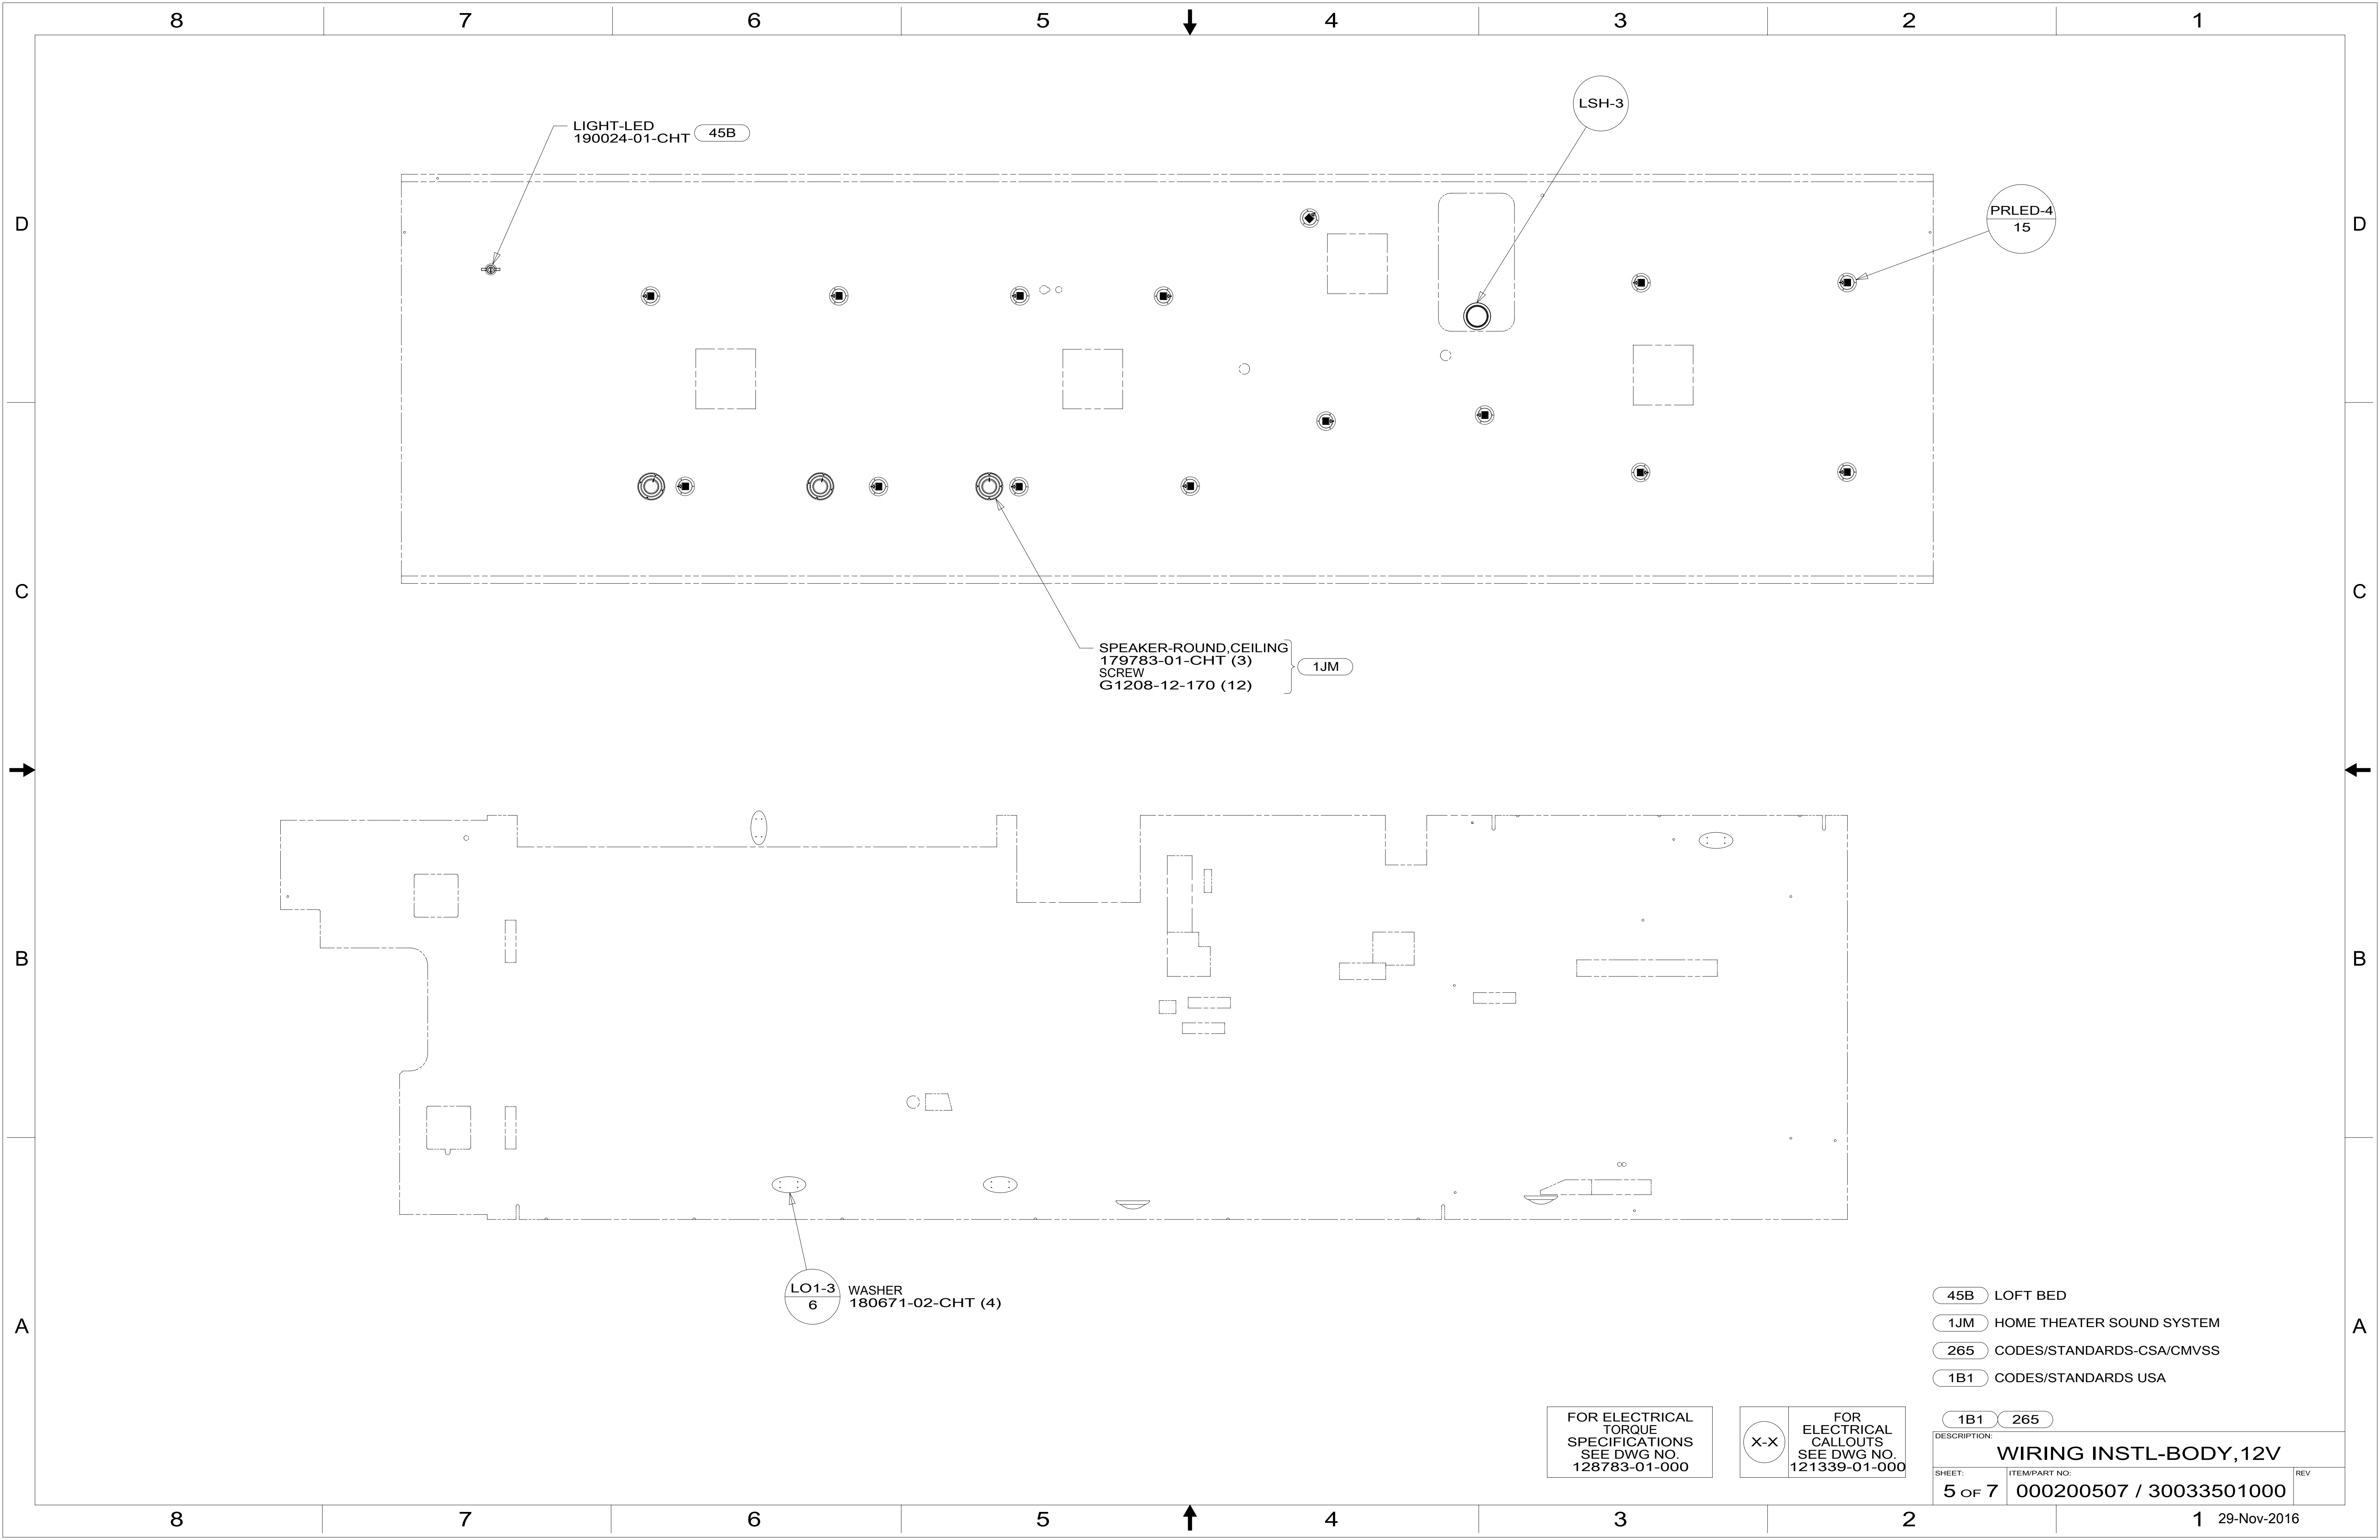 8 7 6 5 4 3 2 1
LSH-3
LIGHT-LED
190024-01-CHT 45B
PRLED-4
15
D D
C C
SPEAKER-ROUND,CEILING
179783-01-CHT (3)
SCREW
G1208-12-170 (12)
1JM
B B
LO1-3
6
WASHER
180671-02-CHT (4)
A A
45B LOFT BED
1JM HOME THEATER SOUND SYSTEM
265 CODES/STANDARDS-CSA/CMVSS
1B1 CODES/STANDARDS USA
FOR ELECTRICAL
TORQUE
SPECIFICATIONS
SEE DWG NO.
128783-01-000
X-X
FOR
ELECTRICAL
CALLOUTS
SEE DWG NO.
121339-01-000
1B1 265
DESCRIPTION:
WIRING INSTL-BODY,12V
SHEET: ITEM/PART NO: REV
5 OF 7 000200507 / 30033501000
8 7 6 5 4 3 2 1
29-Nov-2016